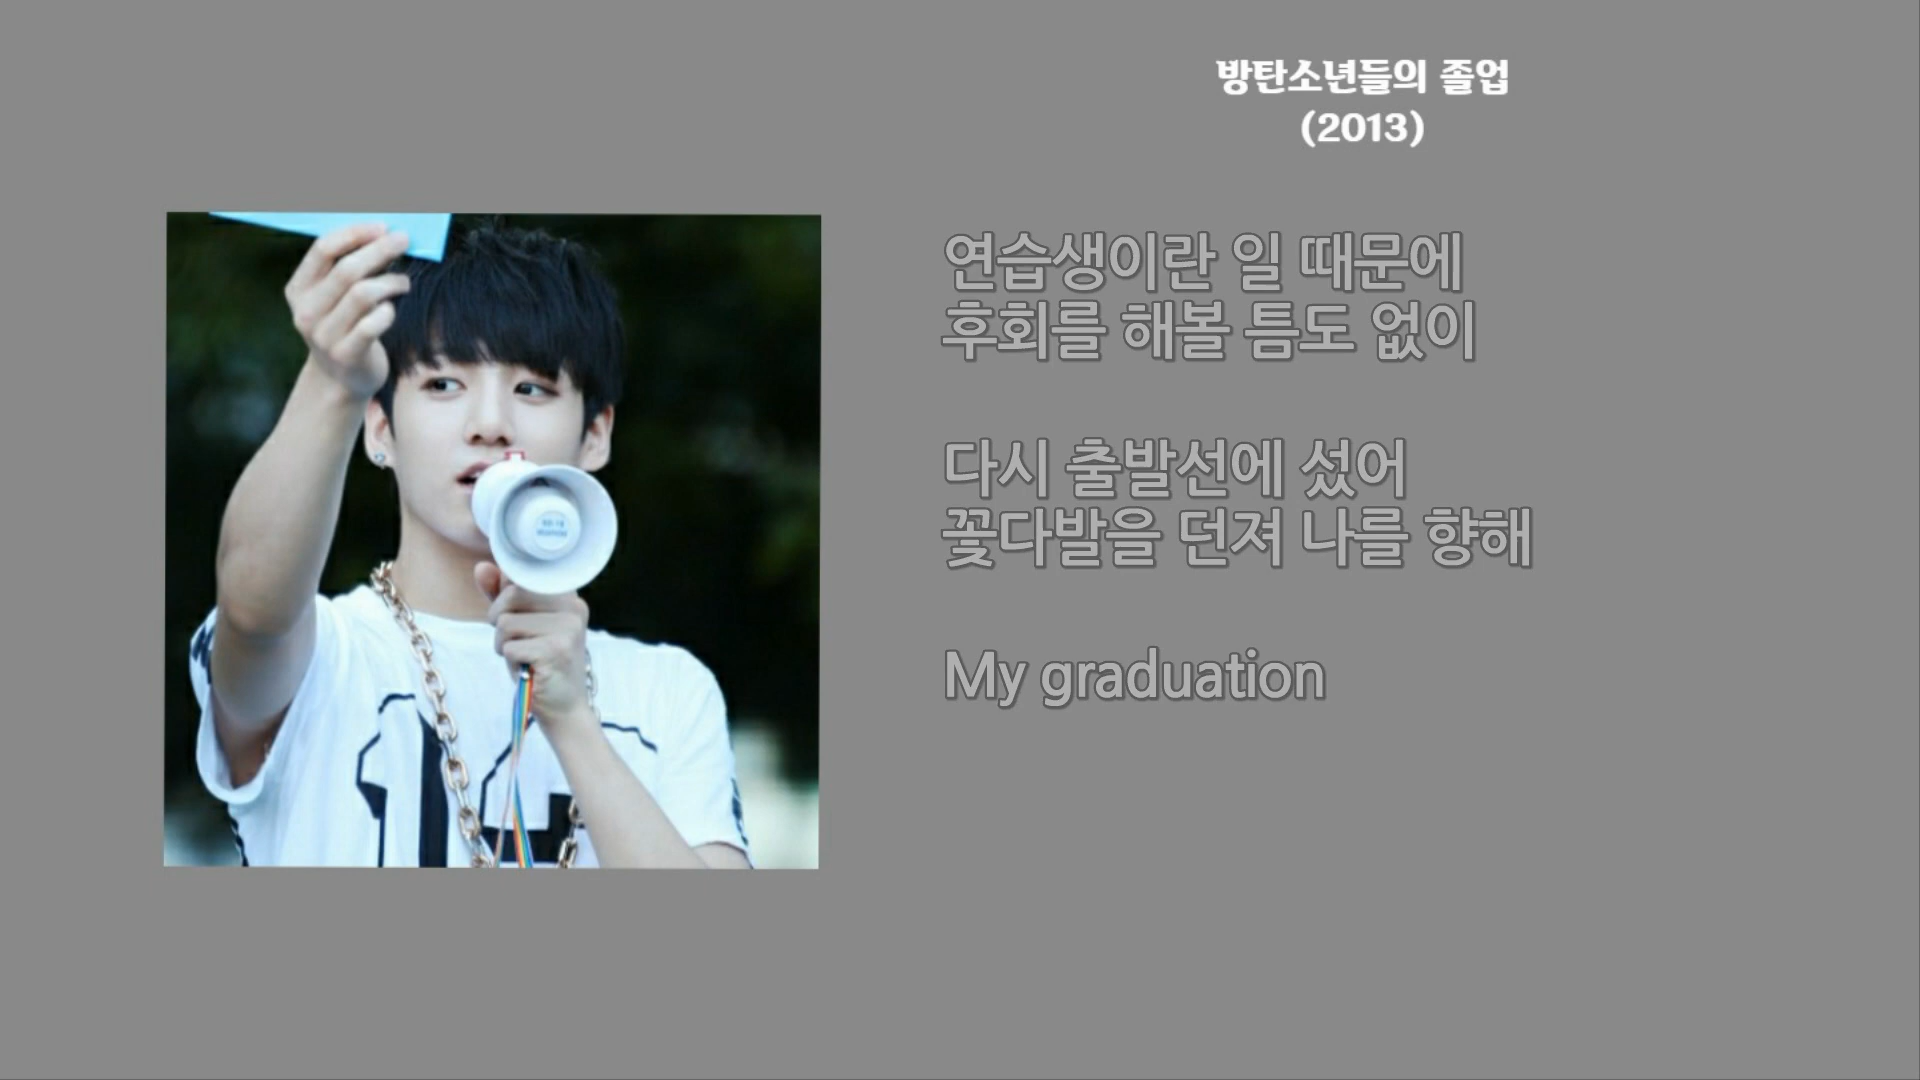 방탄소년들의 졸업
(2013)
연습생이란 일 때문에
후회를 해볼 틈도 없이
다시 출발선에 섰어
꽃다발을 던져 나를 향해
My graduation